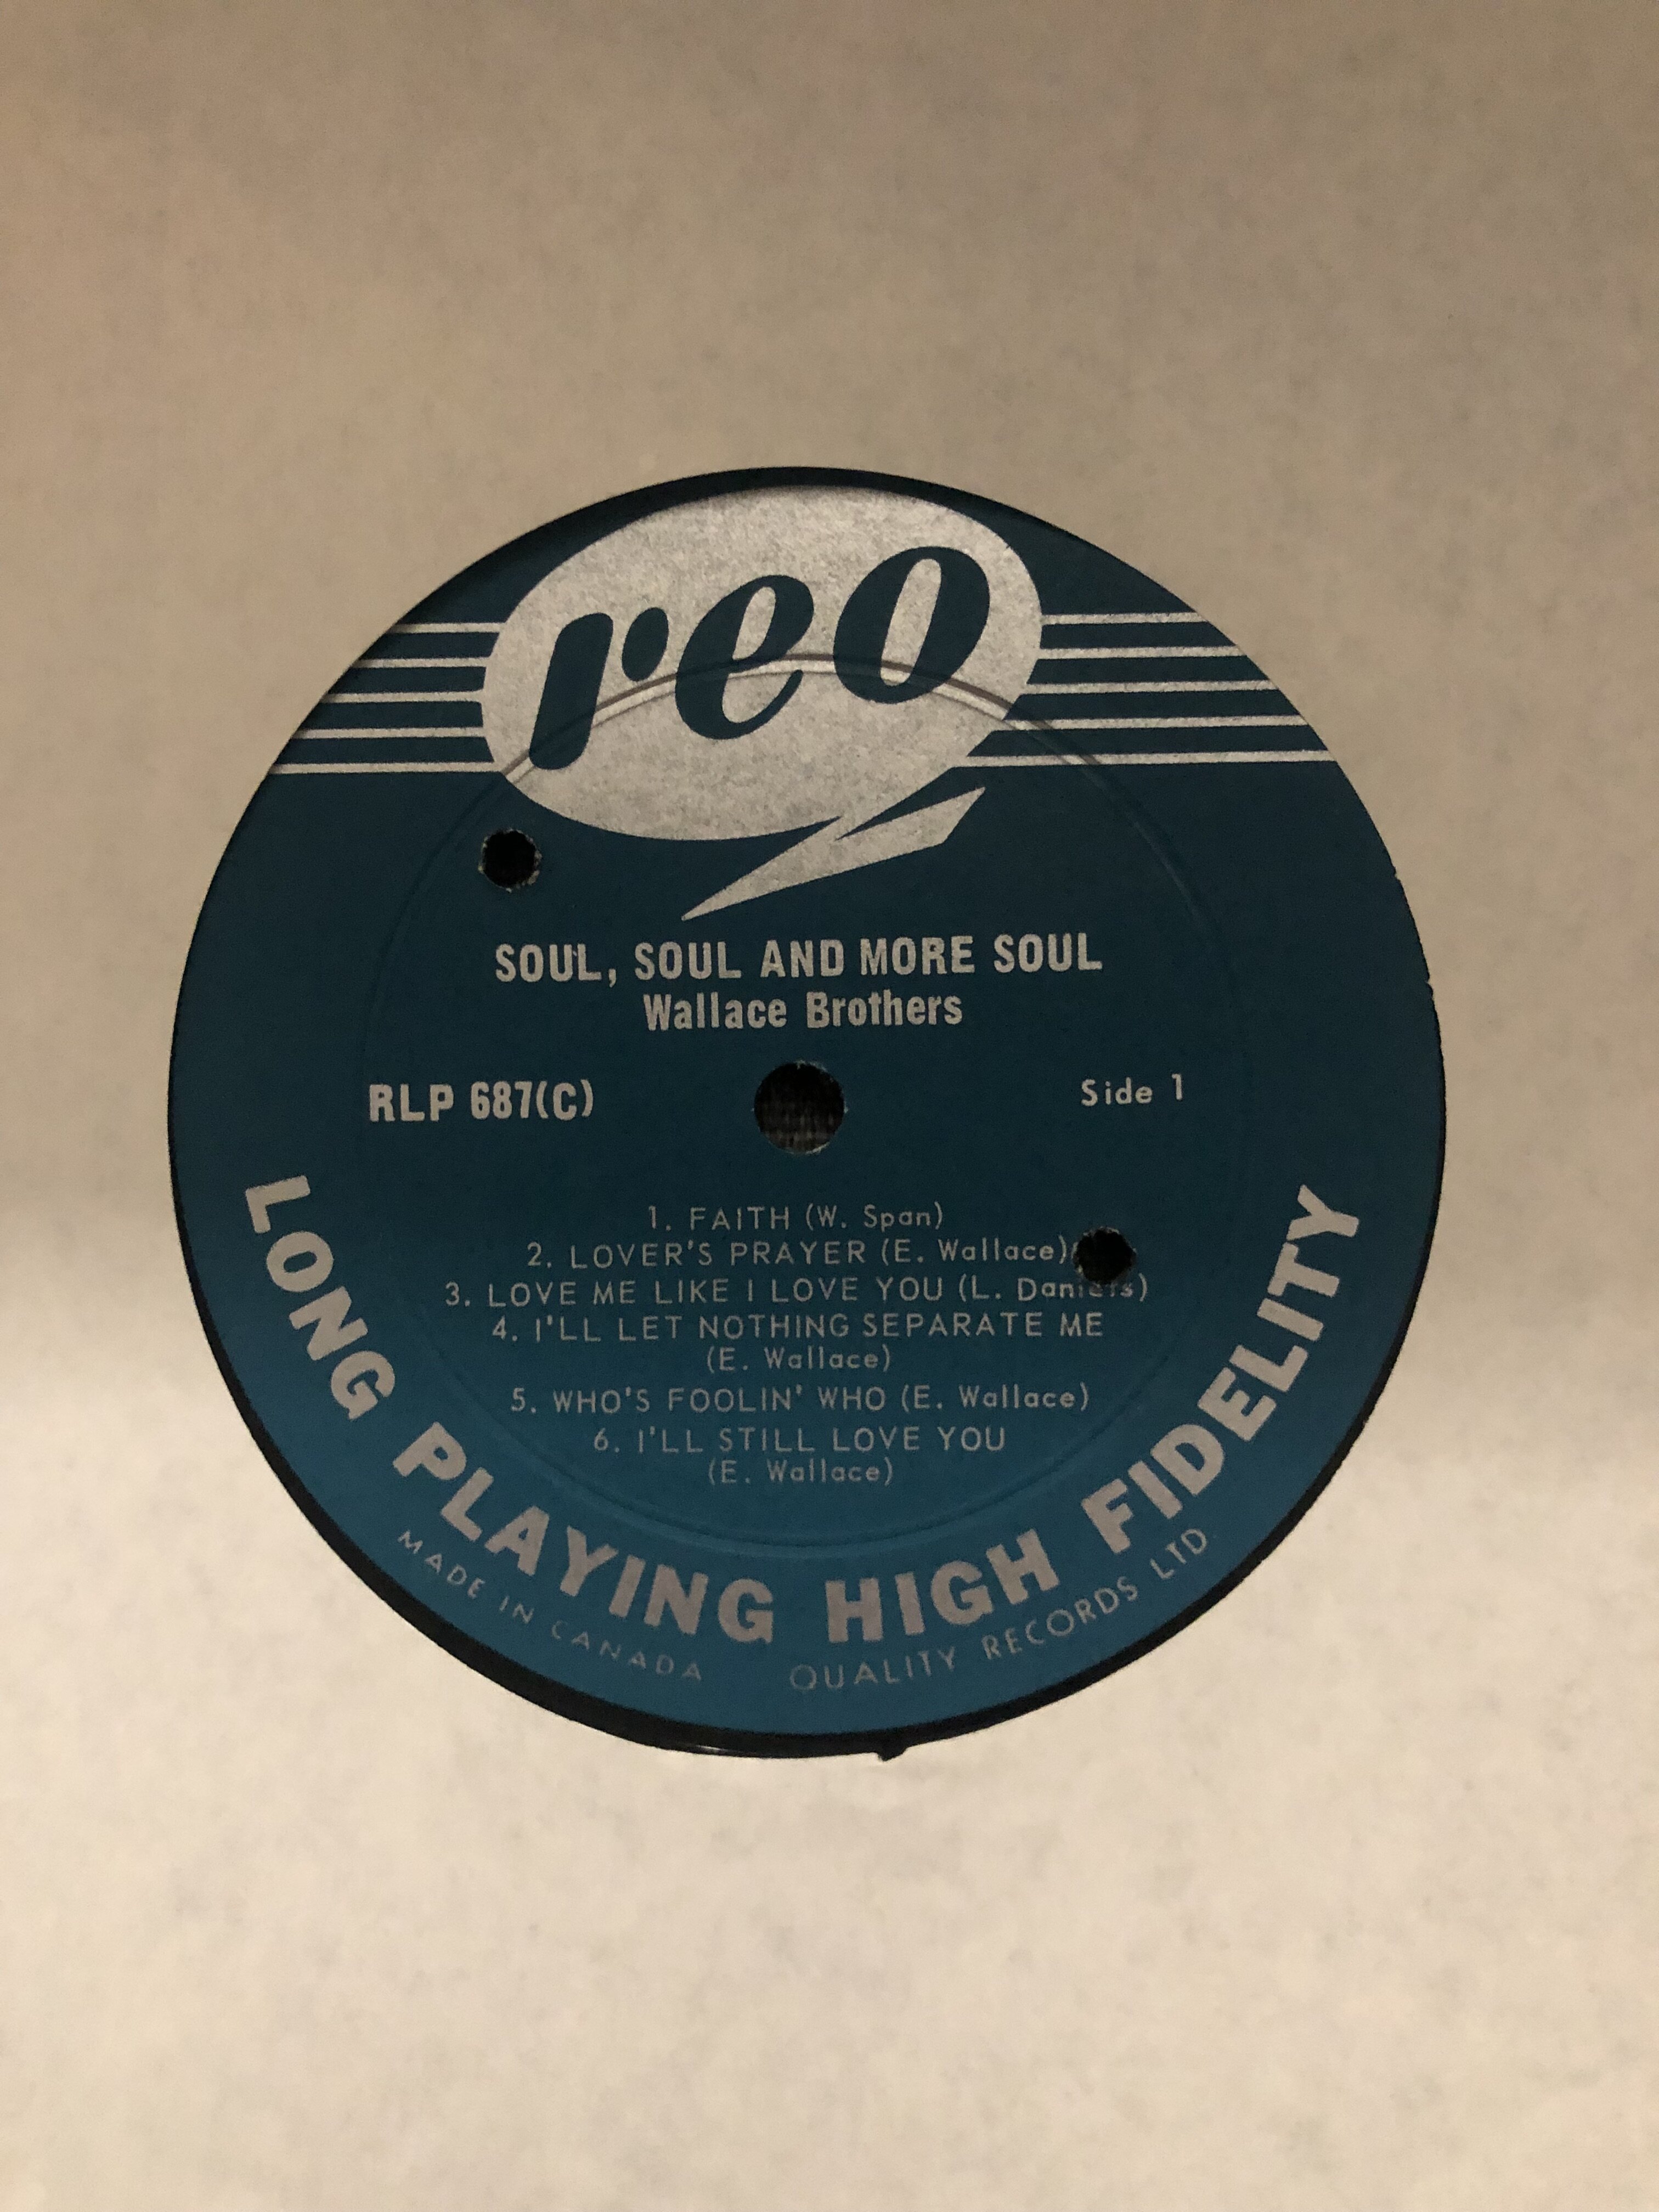 reo
SOUL, SOUL AND MORE SOUL
Wallace Brothers
RLP 687(C)
Side 1
1. FAITH (W. Span)
2. LOVER'S PRAYER (E. Wallace)
3. LOVE ME LIKE I LOVE YOU (L. Daniels)
4. I'LL LET NOTHING SEPARATE ME
(E. Wallace)
5. WHO'S FOOLIN' WHO (E. Wallace)
6. I'LL STILL LOVE YOU
(E. Wallace)
LONG PLAYING HIGH FIDELITY
MADE IN CANADA QUALITY RECORDS LTD.